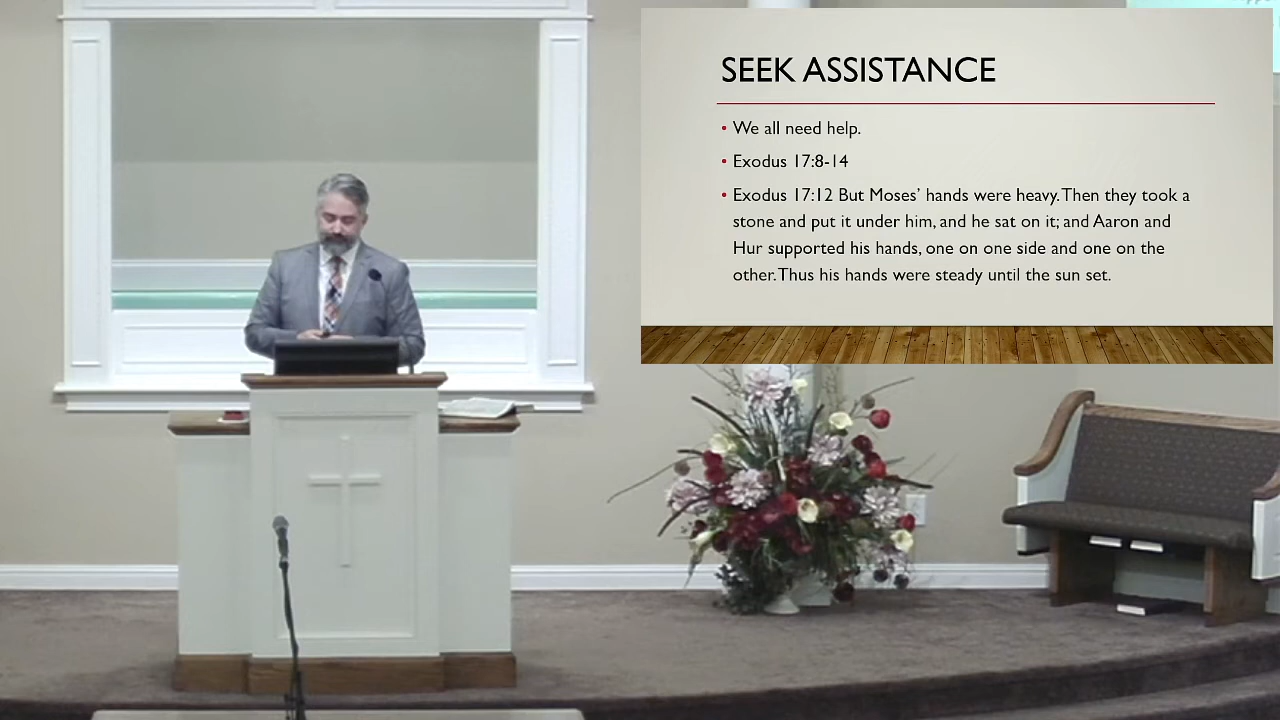 SEEK ASSISTANCE
• We all need help.
• Exodus 17:8-14
• Exodus 17:12 But Moses' hands were heavy. Then they took a
stone and put it under him, and he sat on it; and Aaron and
Hur supported his hands, one on one side and one on the
other. Thus his hands were steady until the sun set.